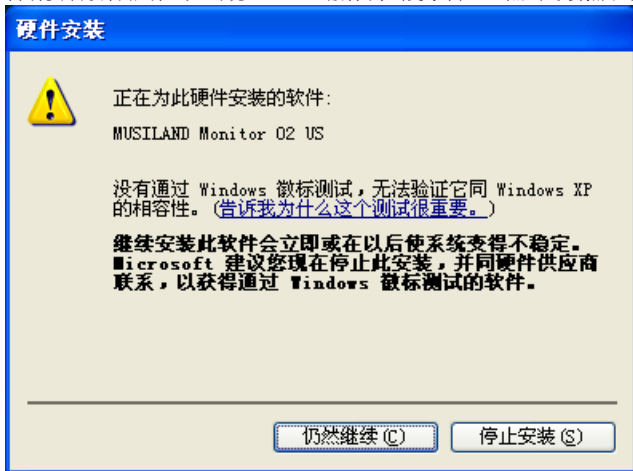 硬件安装
正在为此硬件安装的软件:
MUSILAND Monitor 02 US
没有通过 Windows 徽标测试，无法验证它同 Windows XP
的相容性。(告诉我为什么这个测试很重要。)
继续安装此软件会立即或在以后使系统变得不稳定。
Microsoft 建议您现在停止此安装，并同硬件供应商
联系，以获得通过 Windows 徽标测试的软件。
仍然继续(C)
停止安装(S)